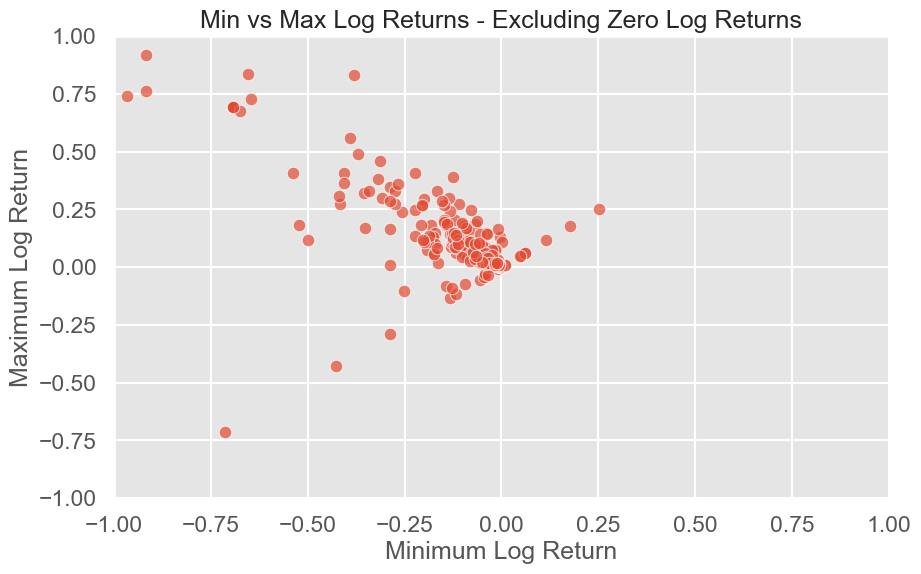 Min vs Max Log Returns - Excluding Zero Log Returns
Maximum Log Return
1.00
0.75
0.50
0.25
0.00
−0.25
−0.50
−0.75
−1.00
−1.00 −0.75 −0.50 −0.25 0.00 0.25 0.50 0.75 1.00
Minimum Log Return